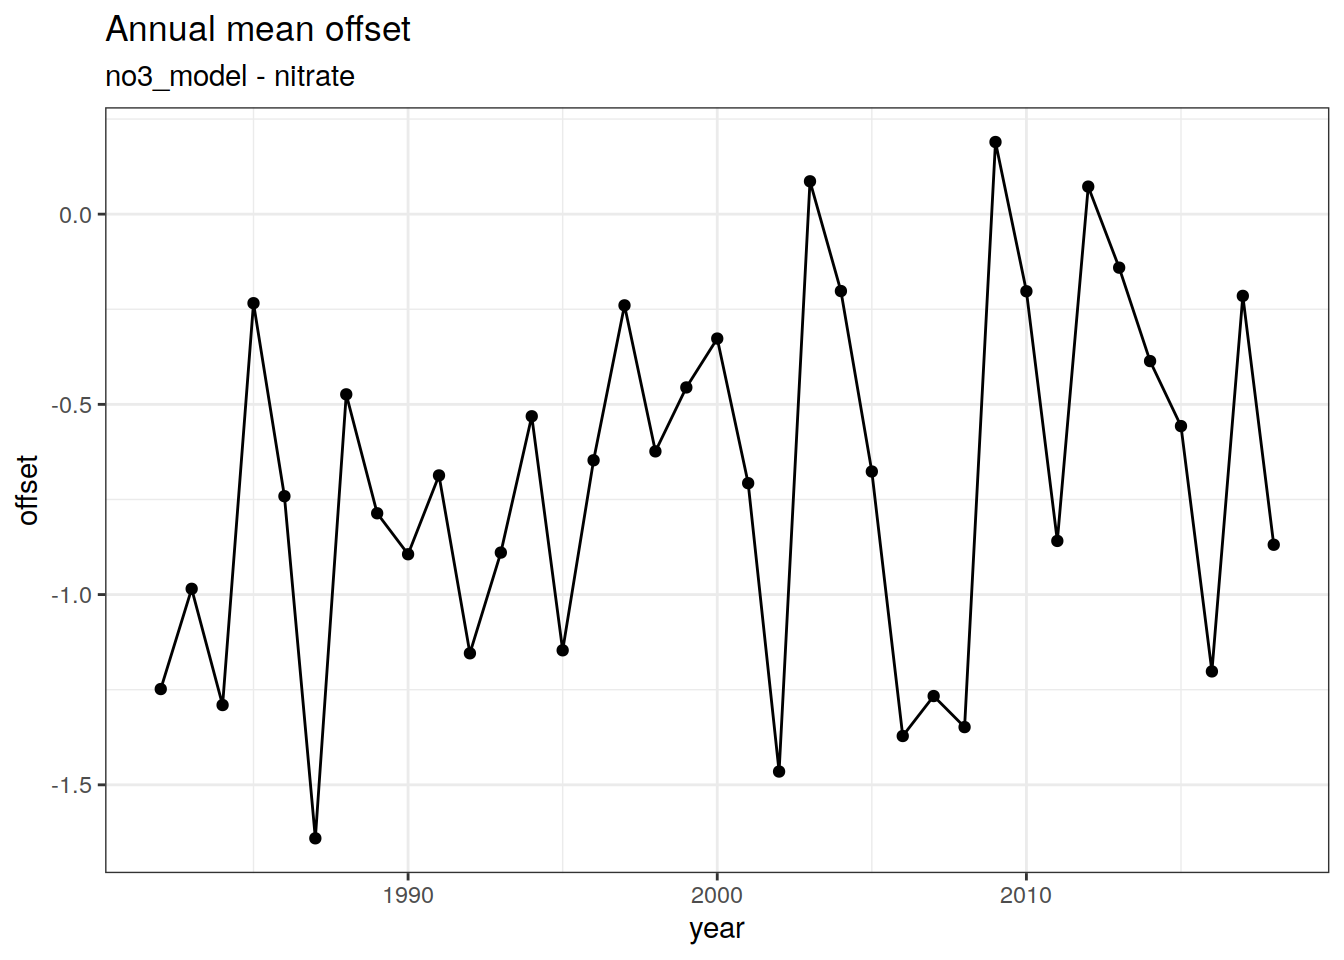 Annual mean offset
no3_model - nitrate
0.0
-0.5
-1.0
-1.5
offset
1990
2000
2010
year